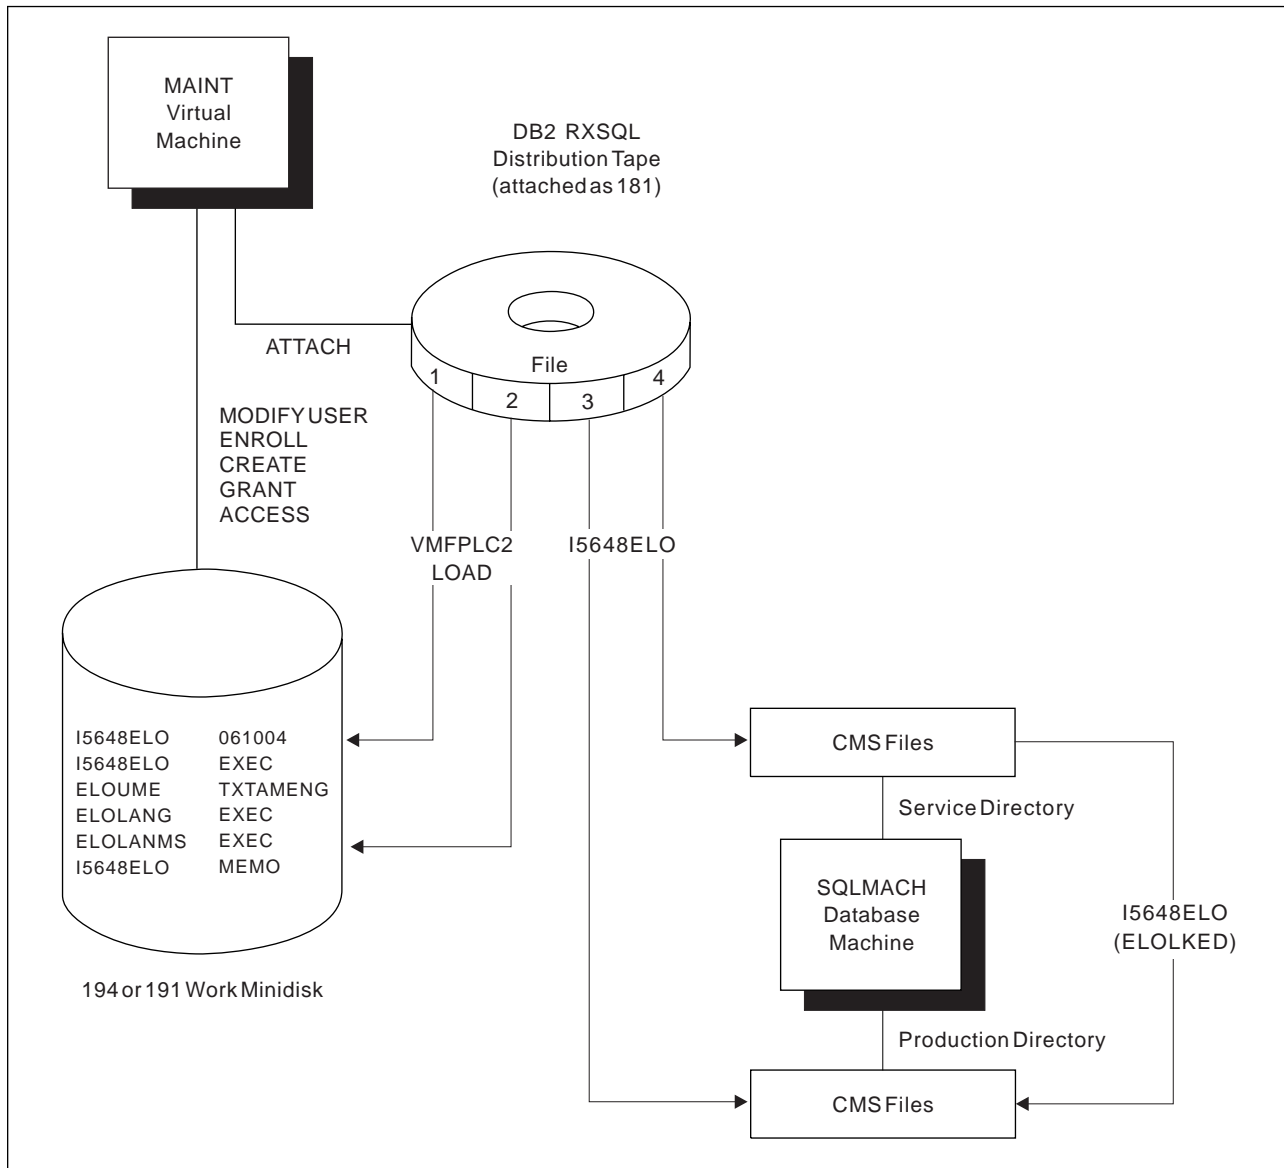 MAINT
Virtual
Machine
DB2 RXSQL
Distribution Tape
(attached as 181)
ATTACH
File
1
2
3
4
MODIFY USER
ENROLL
CREATE
GRANT
ACCESS
VMFPLC2
LOAD
I5648ELO
I5648ELO 061004
I5648ELO EXEC
ELOUME TXTAMENG
ELOLANG EXEC
ELOLANMS EXEC
I5648ELO MEMO
194 or 191 Work Minidisk
CMS Files
Service Directory
SQLMACH
Database
Machine
I5648ELO
(ELOLKED)
Production Directory
CMS Files